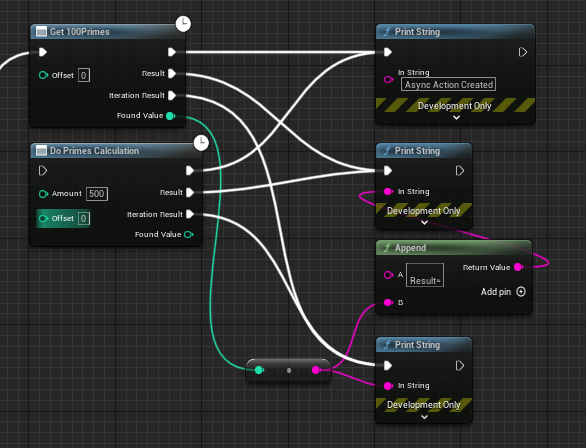 Get 100Primes
Offset 0
Result
Iteration Result
Found Value
Do Primes Calculation
Amount 500
Result
Offset 0
Iteration Result
Found Value
f Print String
In String
Async Action Created
Development Only
f Print String
In String
Development Only
f Append
A
Result=
Return Value
Add pin
B
f Print String
In String
Development Only